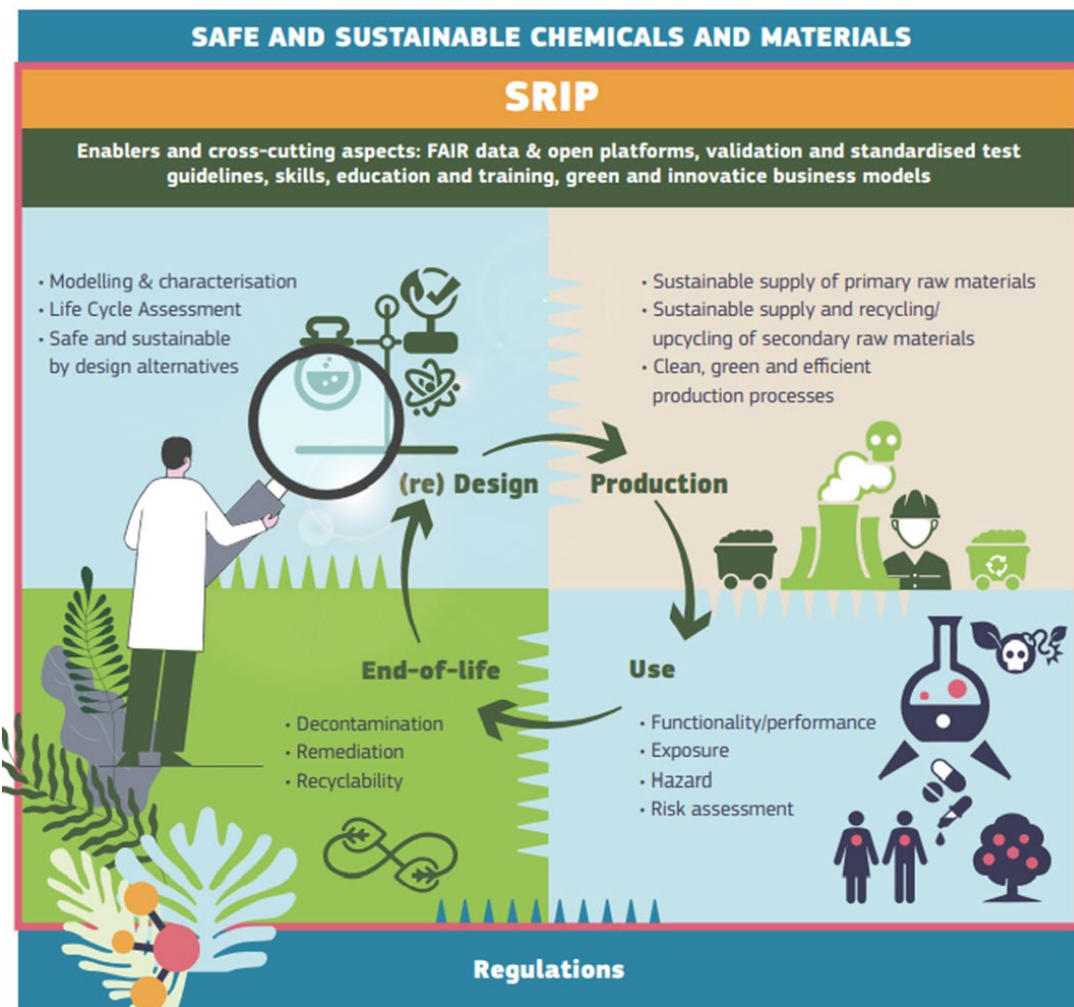 SAFE AND SUSTAINABLE CHEMICALS AND MATERIALS
SRIP
Enablers and cross-cutting aspects: FAIR data & open platforms, validation and standardised test
guidelines, skills, education and training, green and innovatice business models
• Modelling & characterisation
• Life Cycle Assessment
• Safe and sustainable
by design alternatives
(re) Design
• Sustainable supply of primary raw materials
• Sustainable supply and recycling/
upcycling of secondary raw materials
• Clean, green and efficient
production processes
Production
Use
• Functionality/performance
• Exposure
• Hazard
• Risk assessment
End-of-life
• Decontamination
• Remediation
• Recyclability
Regulations